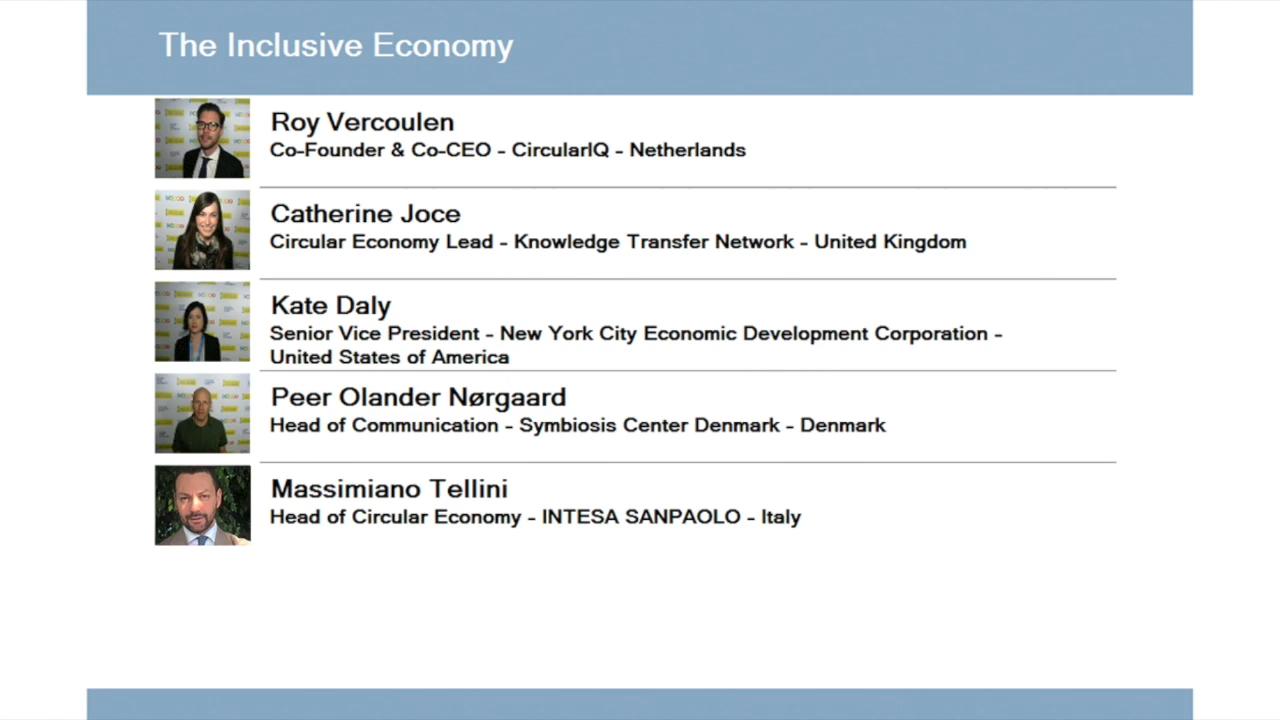 The Inclusive Economy
Roy Vercoulen
Co-Founder & Co-CEO - CircularIQ - Netherlands
Catherine Joce
Circular Economy Lead - Knowledge Transfer Network - United Kingdom
Kate Daly
Senior Vice President - New York City Economic Development Corporation -
United States of America
Peer Olander Nørgaard
Head of Communication - Symbiosis Center Denmark - Denmark
Massimiano Tellini
Head of Circular Economy - INTESA SANPAOLO - Italy